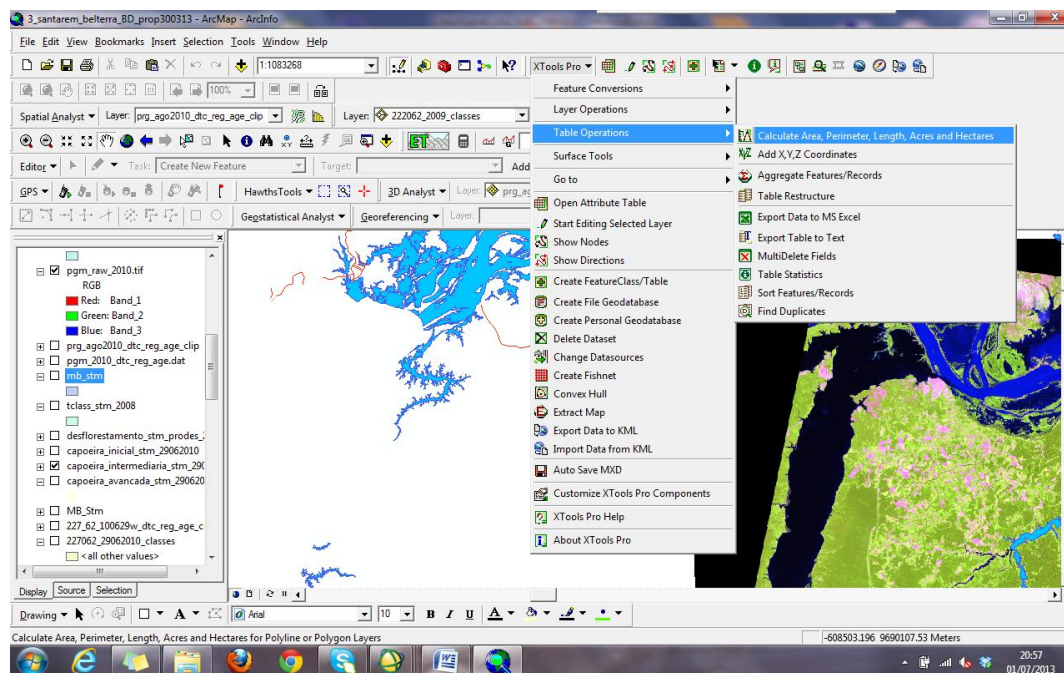 3_santarem_belterra_BD_prop300313 - ArcMap - ArcInfo
File Edit View Bookmarks Insert Selection Tools Window Help
1:1083268
XTools Pro
100%
Spatial Analyst Layer: prg_ago2010_dtc_reg_age_clip Layer: 222062_2009_classes
ET
Editor Task: Create New Feature Target: Add
GPS HawthsTools 3D Analyst Layer: prg_ag
Geostatistical Analyst Georeferencing Layer:
Feature Conversions
Layer Operations
Table Operations
Surface Tools
Go to
Open Attribute Table
Start Editing Selected Layer
Show Nodes
Show Directions
Create FeatureClass/Table
Create File Geodatabase
Create Personal Geodatabase
Delete Dataset
Change Datasources
Create Fishnet
Convex Hull
Extract Map
Export Data to KML
Import Data from KML
Auto Save MXD
Customize XTools Pro Components
XTools Pro Help
About XTools Pro
Calculate Area, Perimeter, Length, Acres and Hectares
Add X,Y,Z Coordinates
Aggregate Features/Records
Table Restructure
Export Data to MS Excel
Export Table to Text
MultiDelete Fields
Table Statistics
Sort Features/Records
Find Duplicates
pgm_raw_2010.tif
RGB
Red: Band_1
Green: Band_2
Blue: Band_3
prg_ago2010_dtc_reg_age_clip
pgm_2010_dtc_reg_age.dat
mb_stm
tclass_stm_2008
desflorestamento_stm_prodes_2
capoeira_inicial_stm_29062010
capoeira_intermediaria_stm_290
capoeira_avancada_stm_290620
MB_Stm
227_62_100629w_dtc_reg_age_c
227062_29062010_classes
<all other values>
Display Source Selection
Drawing A Arial 10 B I U A
Calculate Area, Perimeter, Length, Acres and Hectares for Polyline or Polygon Layers
-608503.196 9690107.53 Meters
20:57
01/07/2013